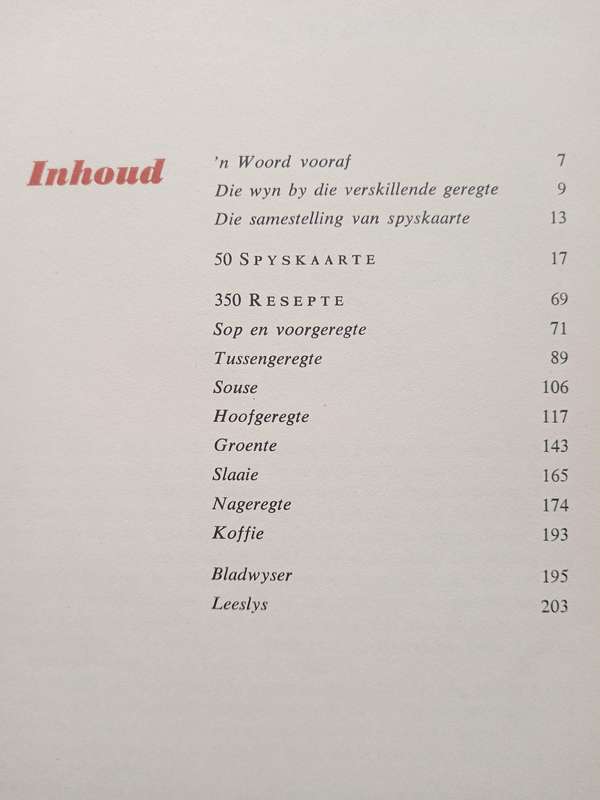 Inhoud
'n Woord vooraf 7
Die wyn by die verskillende geregte 9
Die samestelling van spyskaarte 13
50 SPYSKAARTE 17
350 RESEPTE 69
Sop en voorgeregte 71
Tussengeregte 89
Souse 106
Hoofgeregte 117
Groente 143
Slaaie 165
Nageregte 174
Koffie 193
Bladwyser 195
Leeslys 203